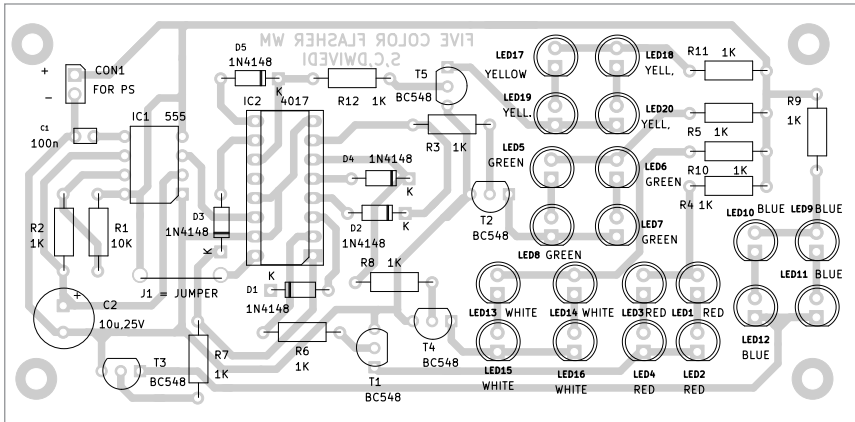 FIVE COLOR FLASHER WM
S,C,DWIVEDI
+
CON1
FOR PS
−
C1
100n
IC1 555
D5
1N4148
K
R12 1K
IC2 4017
T5
BC548
R3 1K
D4 1N4148
K
D2
1N4148
K
D3
1N4148
K
K
D1
1N4148
R2
1K
R1
10K
J1 = JUMPER
+
C2
10u,25V
T3
BC548
R7
1K
R6
1K
R8 1K
T1
BC548
T4
BC548
T2
BC548
LED17
YELLOW
LED18
YELL,
LED19
YELL.
LED20
YELL,
LED5
GREEN
LED6
GREEN
LED7
GREEN
LED8 GREEN
R11 1K
R5 1K
R10 1K
R4 1K
R9
1K
LED10 BLUE
LED9 BLUE
LED11 BLUE
LED12
BLUE
LED13 WHITE
LED14 WHITE
LED3 RED
LED1 RED
LED15
WHITE
LED16
WHITE
LED4
RED
LED2
RED